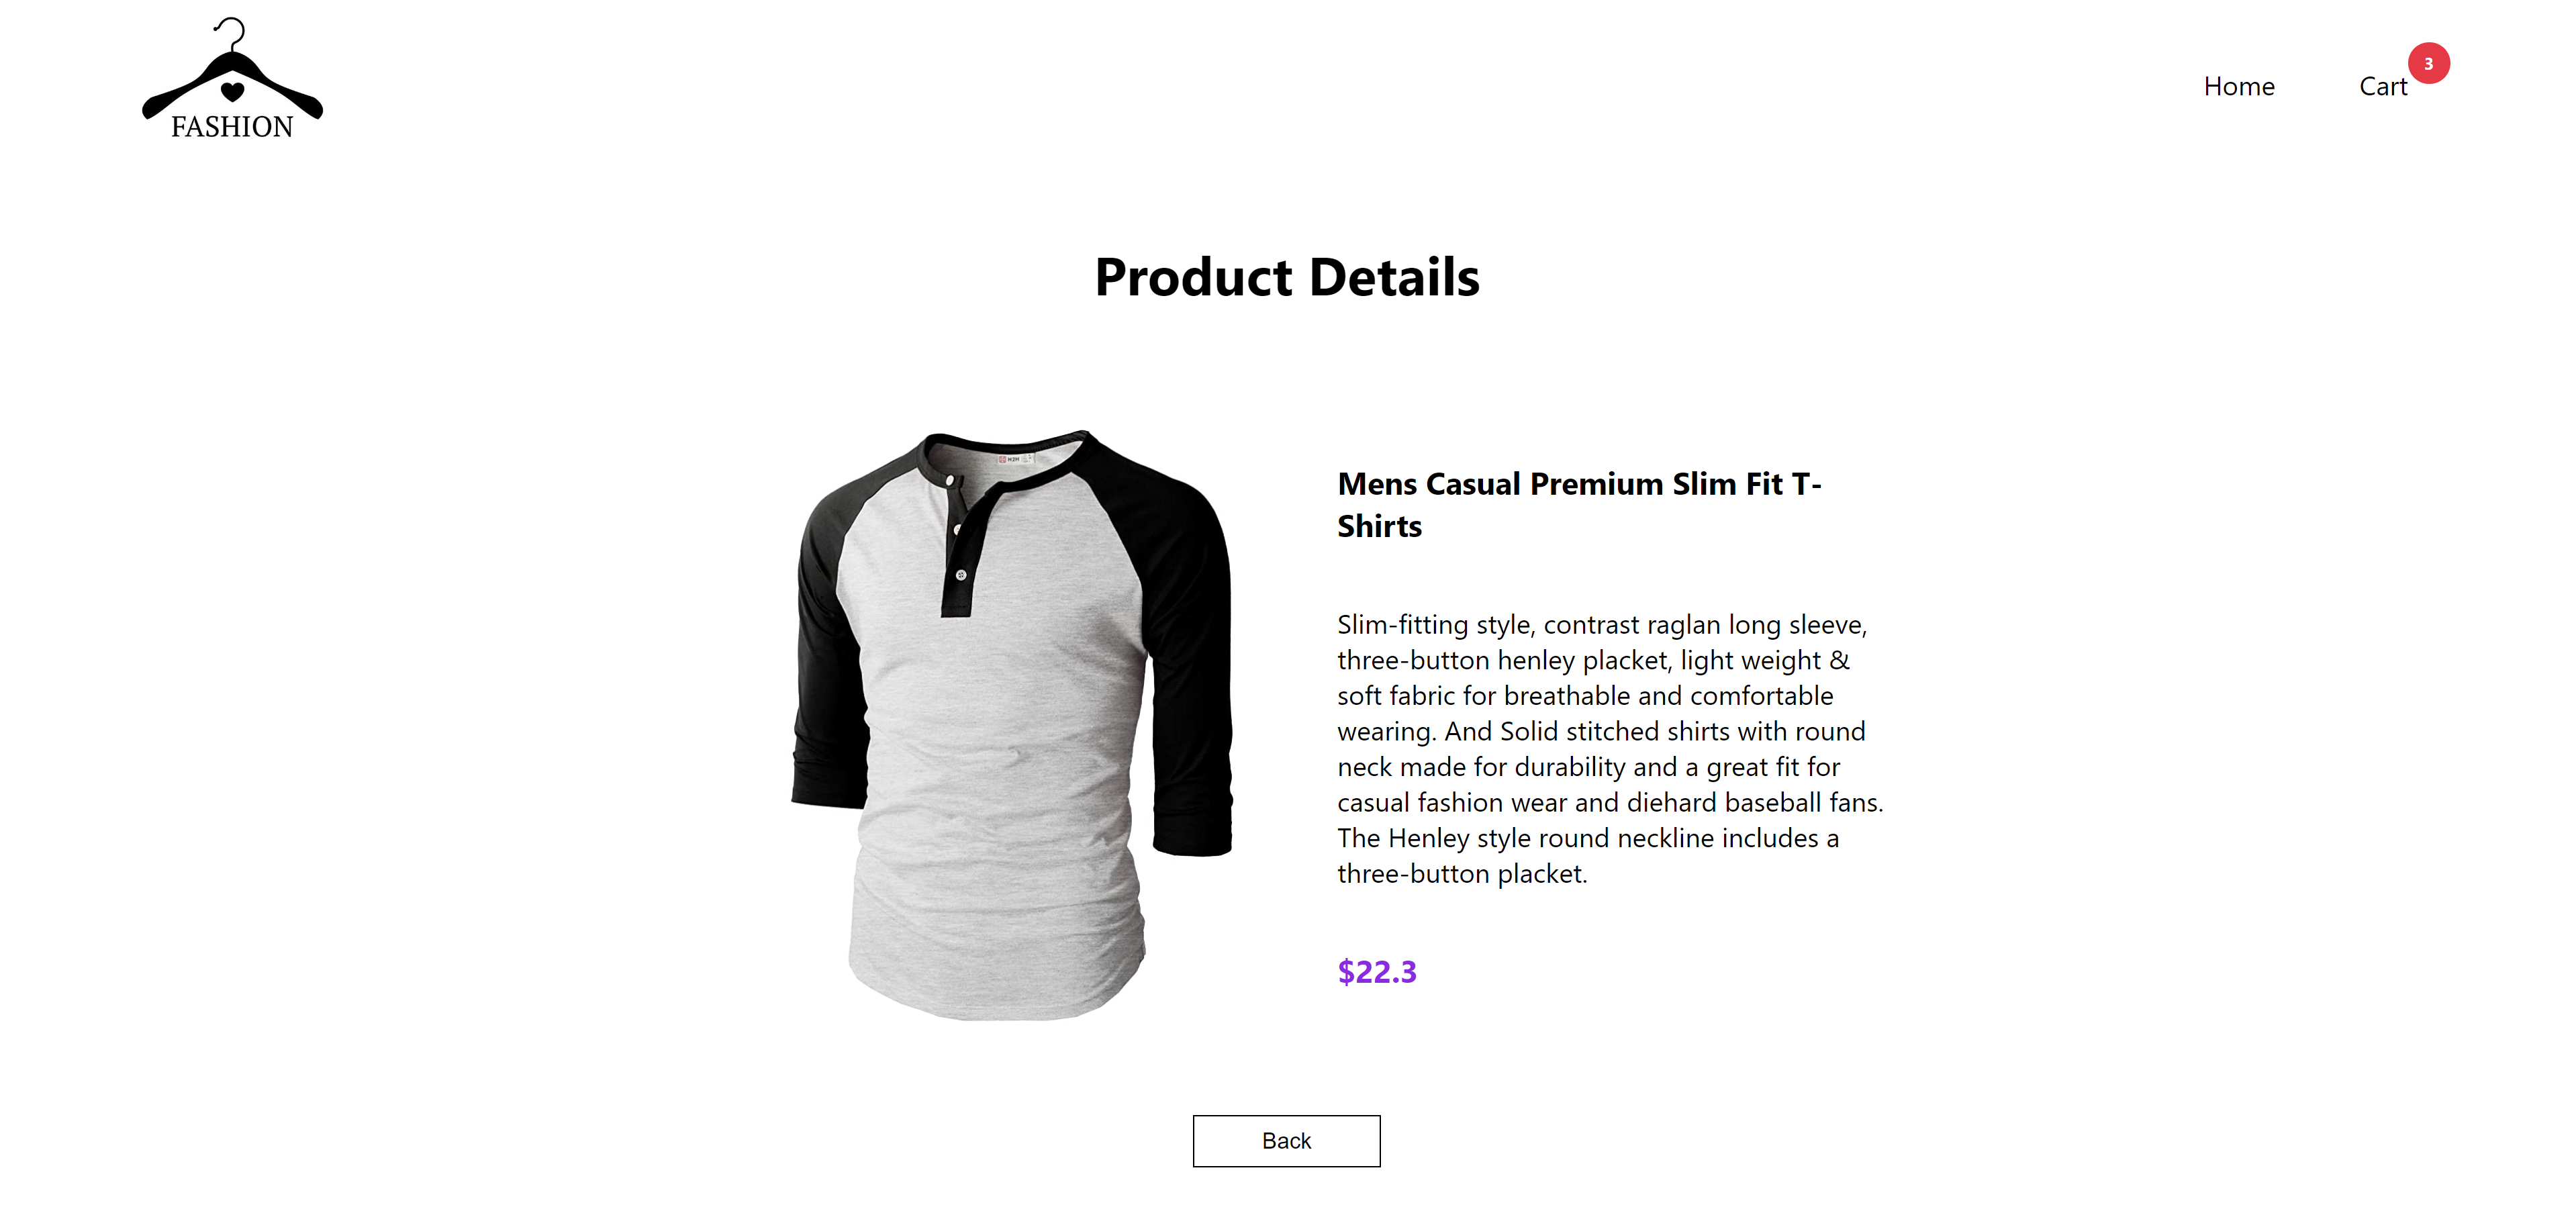 FASHION
Home
Cart
3
Product Details
Mens Casual Premium Slim Fit T-
Shirts
Slim-fitting style, contrast raglan long sleeve,
three-button henley placket, light weight &
soft fabric for breathable and comfortable
wearing. And Solid stitched shirts with round
neck made for durability and a great fit for
casual fashion wear and diehard baseball fans.
The Henley style round neckline includes a
three-button placket.
$22.3
Back